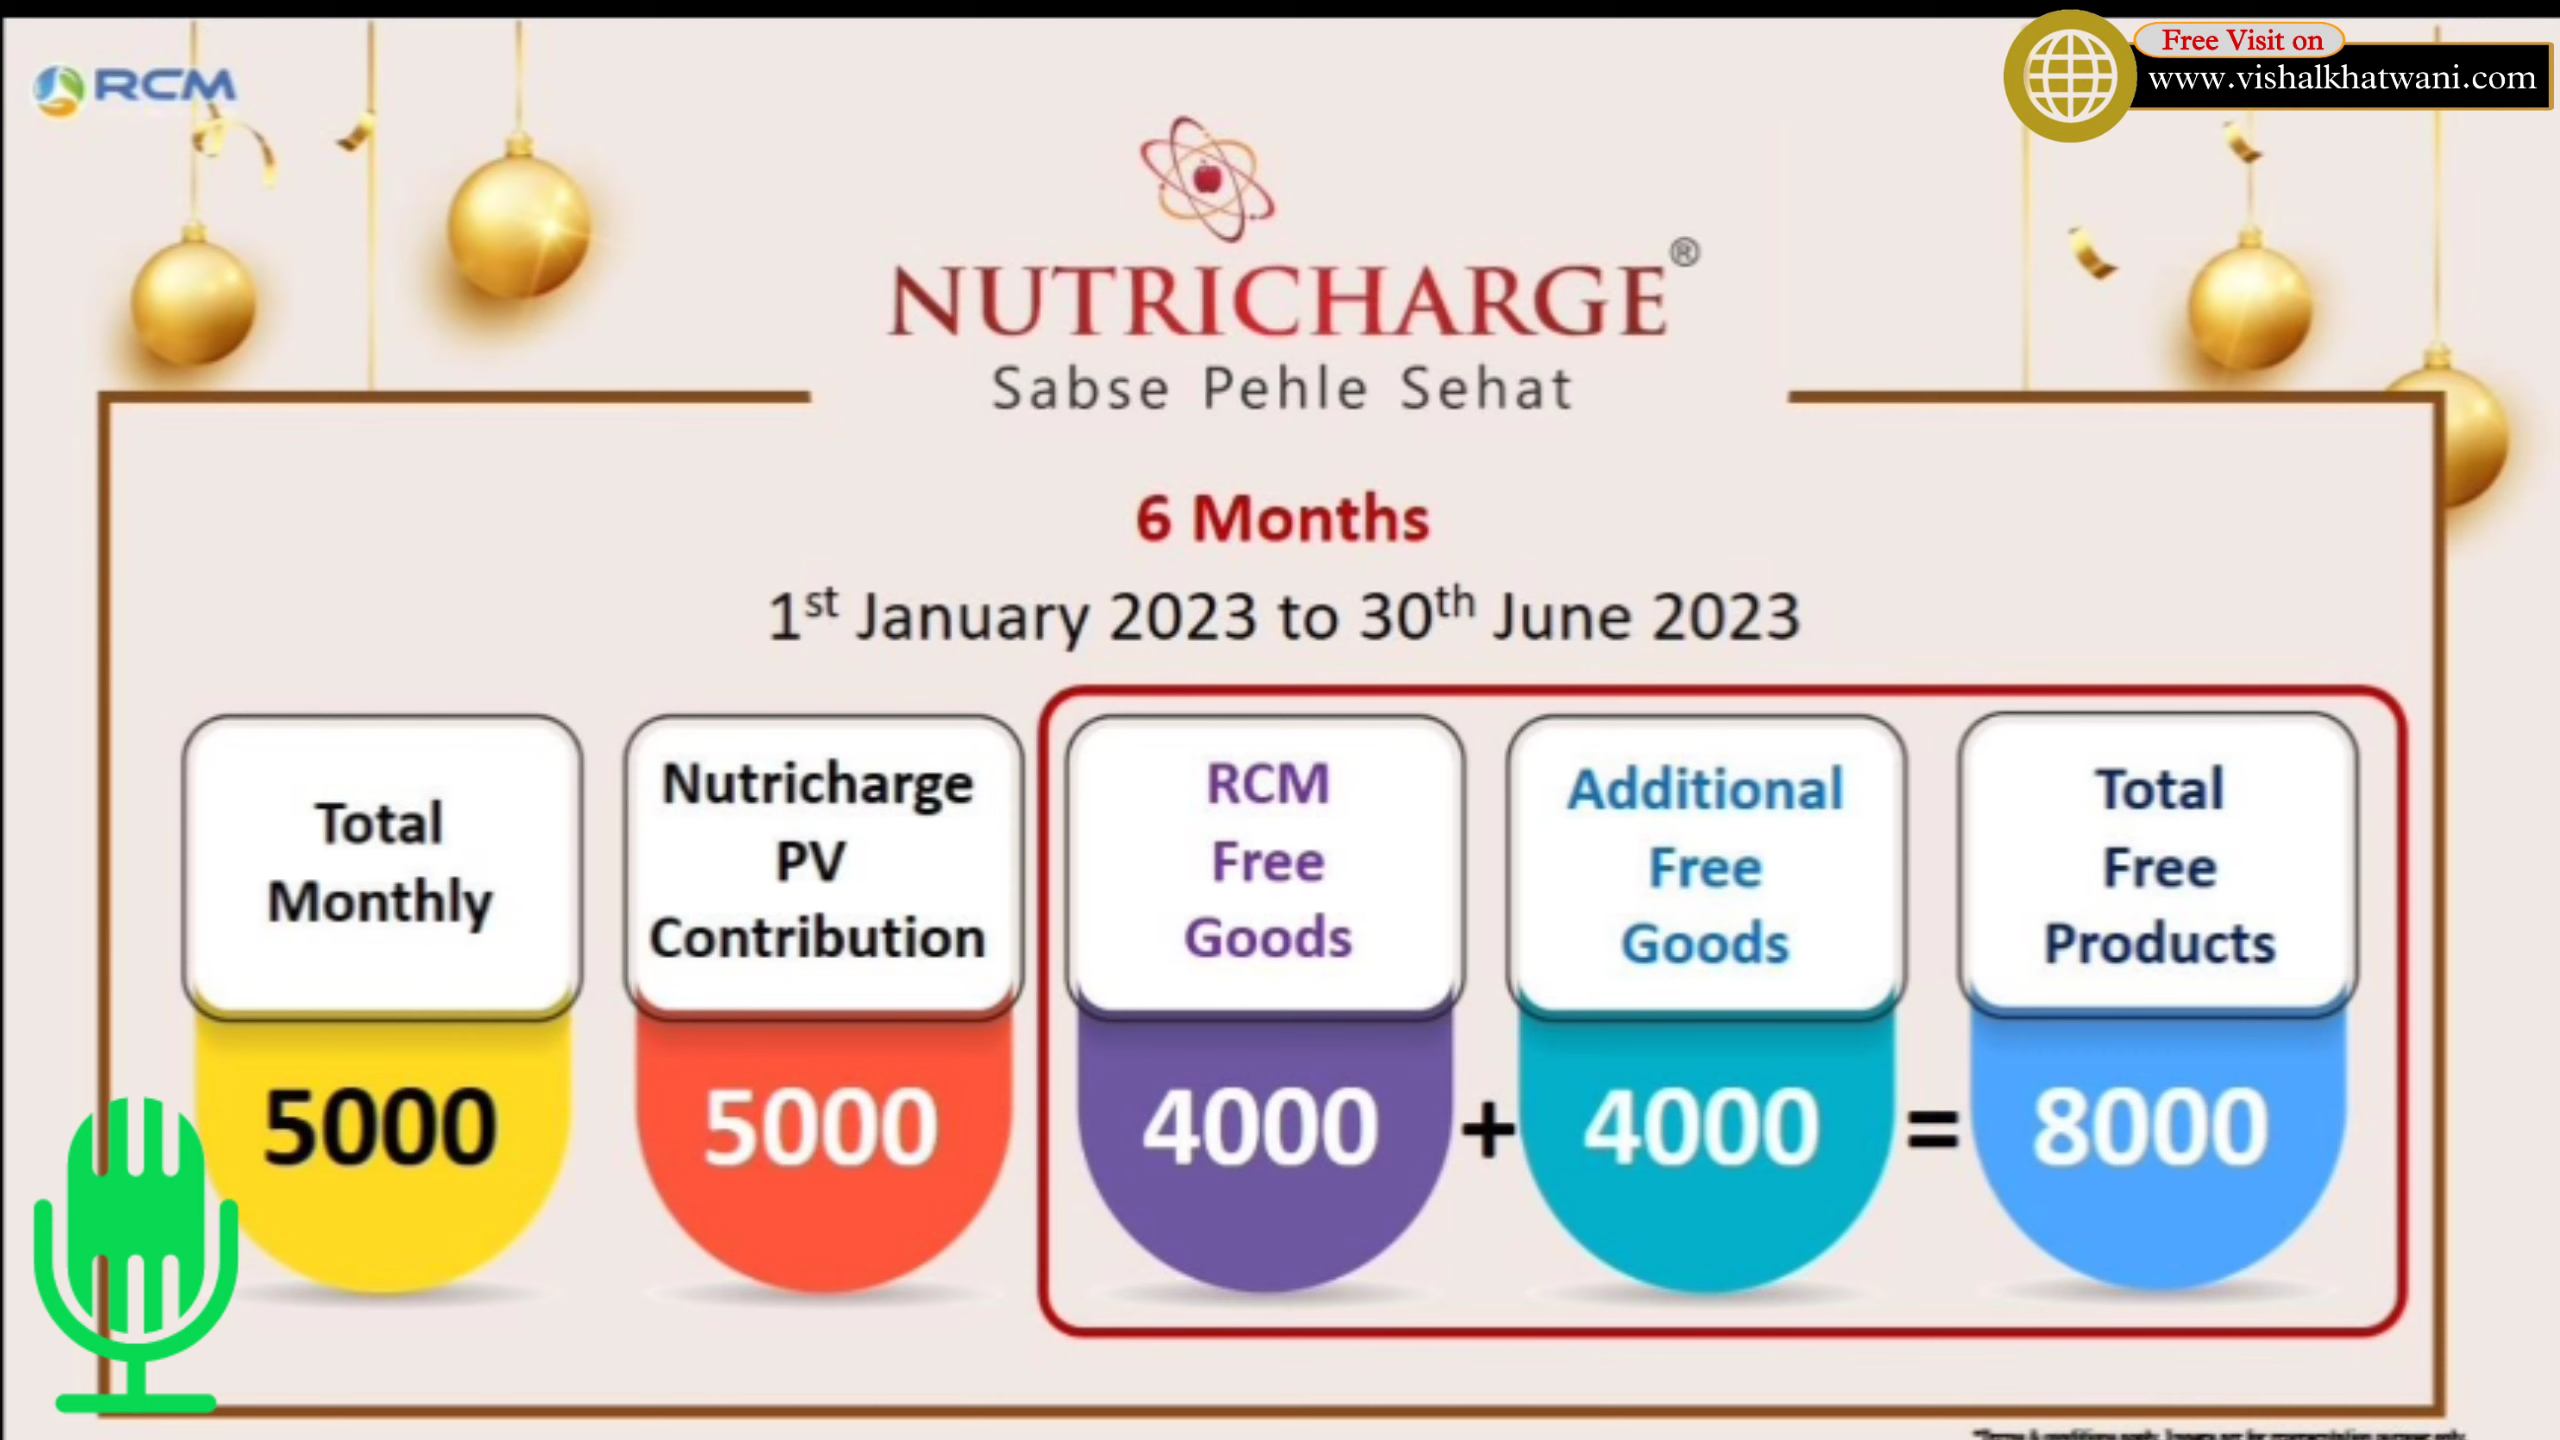 RCM
Free Visit on
www.vishalkhatwani.com
NUTRICHARGE®
Sabse Pehle Sehat
6 Months
1st January 2023 to 30th June 2023
Total
Monthly
5000
Nutricharge
PV
Contribution
5000
RCM
Free
Goods
4000
+
Additional
Free
Goods
4000
=
Total
Free
Products
8000